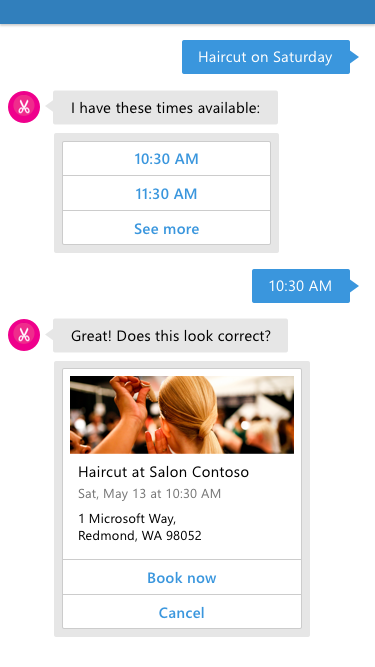 Haircut on Saturday
I have these times available:
10:30 AM
11:30 AM
See more
10:30 AM
Great! Does this look correct?
Haircut at Salon Contoso
Sat, May 13 at 10:30 AM
1 Microsoft Way,
Redmond, WA 98052
Book now
Cancel